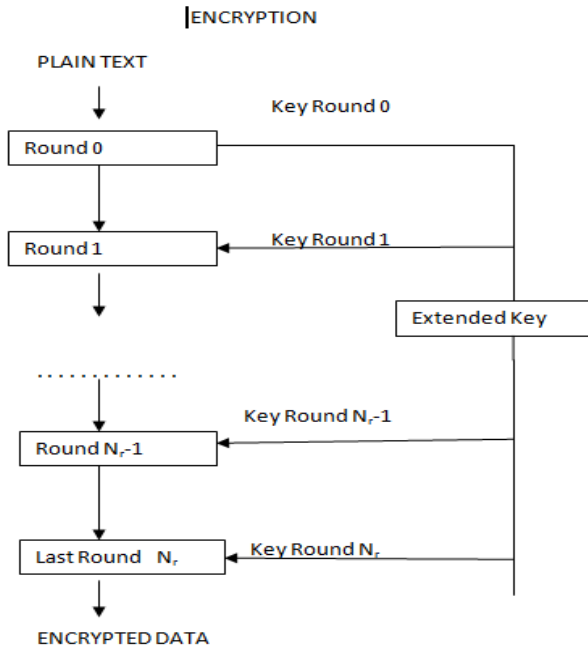 ENCRYPTION
PLAIN TEXT
Key Round 0
Round 0
Key Round 1
Round 1
Extended Key
.............
Key Round Nᵣ-1
Round Nᵣ-1
Key Round Nᵣ
Last Round Nᵣ
ENCRYPTED DATA